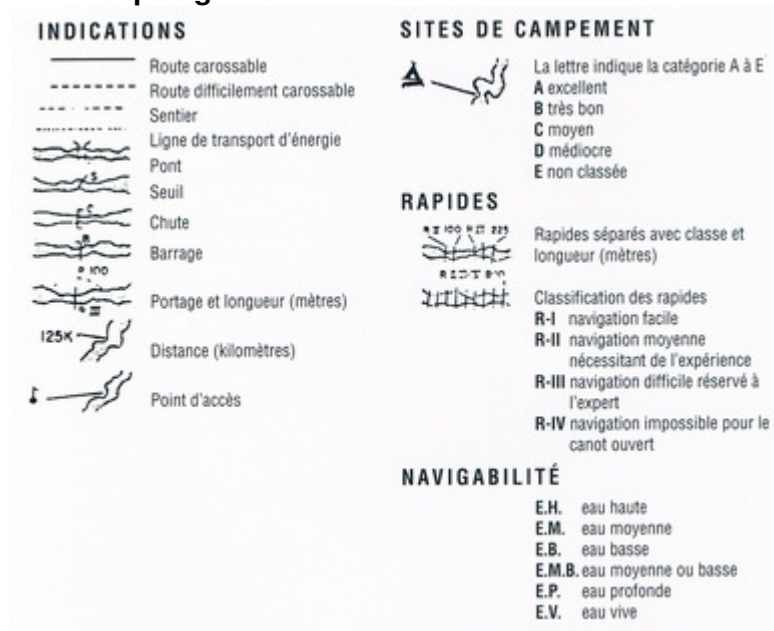 INDICATIONS
Route carossable
Route difficilement carossable
Sentier
Ligne de transport d'énergie
Pont
S
Seuil
C
Chute
B
Barrage
P 100
Portage et longueur (mètres)
125K
Distance (kilomètres)
Point d'accès
SITES DE CAMPEMENT
La lettre indique la catégorie A à E
A excellent
B très bon
C moyen
D médiocre
E non classée
RAPIDES
R I 100 R II 225
Rapides séparés avec classe et
longueur (mètres)
Classification des rapides
R-I navigation facile
R-II navigation moyenne
nécessitant de l'expérience
R-III navigation difficile réservé à
l'expert
R-IV navigation impossible pour le
canot ouvert
NAVIGABILITÉ
E.H. eau haute
E.M. eau moyenne
E.B. eau basse
E.M.B. eau moyenne ou basse
E.P. eau profonde
E.V. eau vive